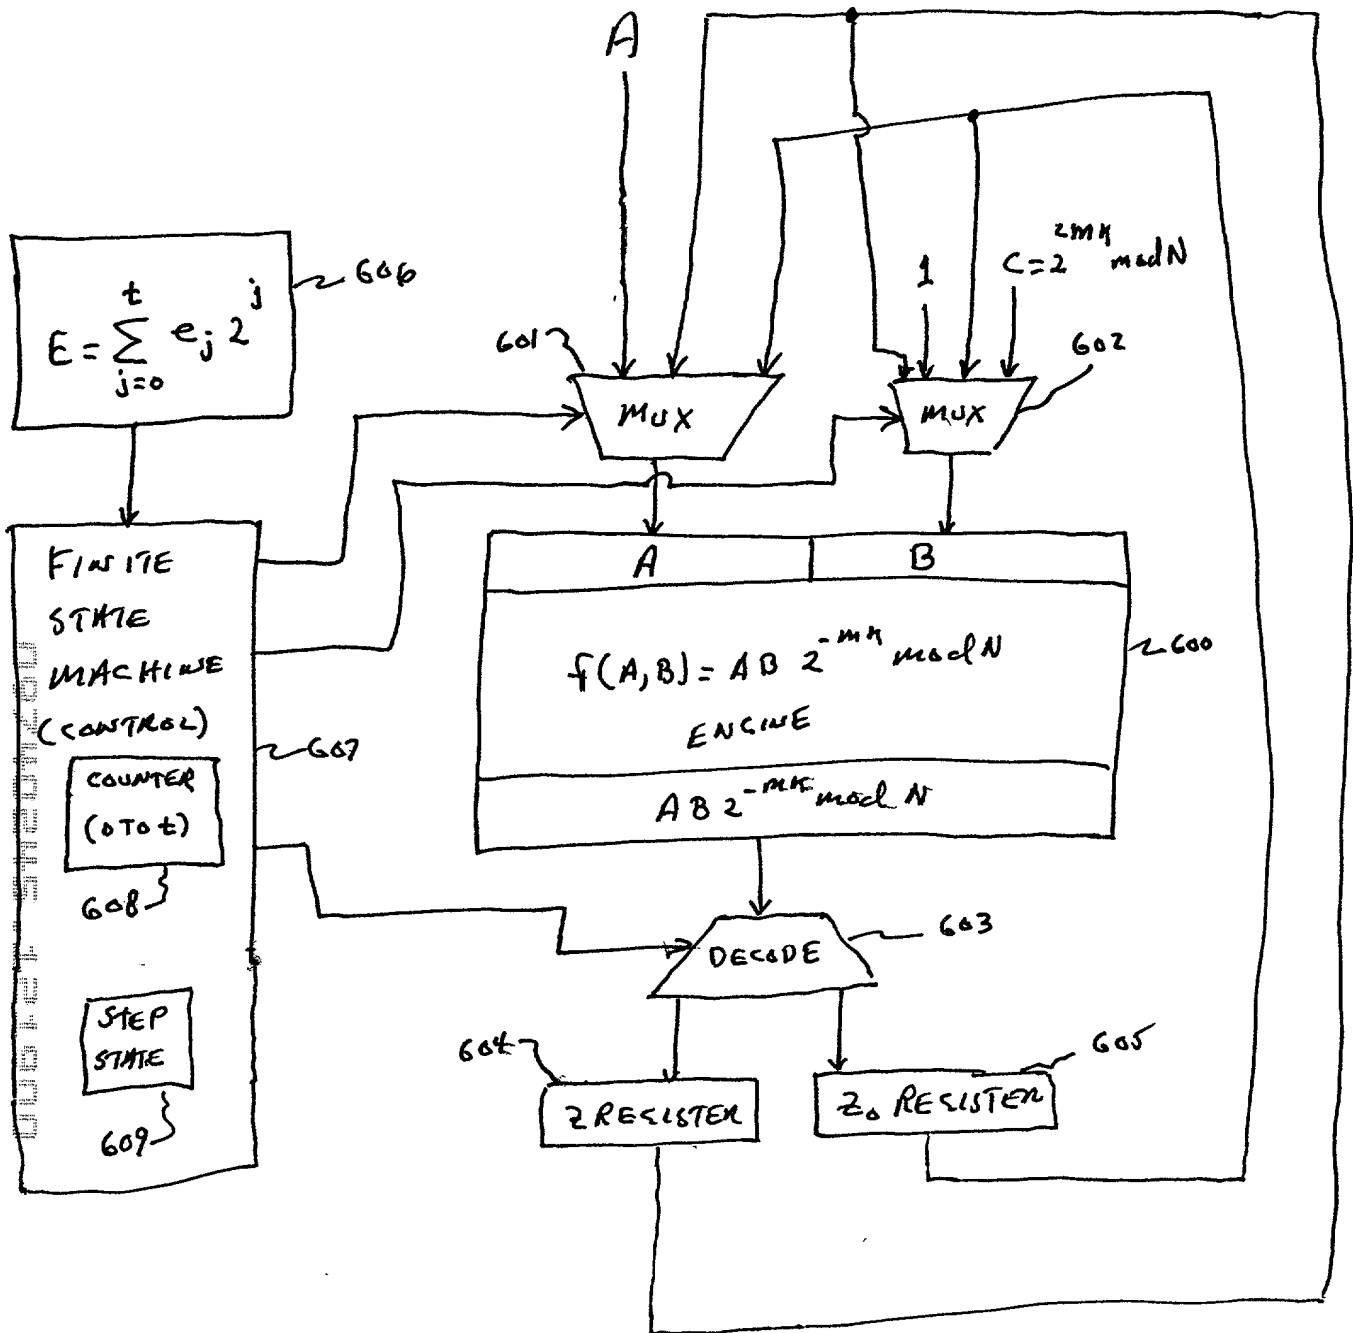 A
606
E = \sum_{j=0}^{t} e_j 2^j
1
C = 2^{2mk} mod N
601
602
MUX
MUX
FINITE
STATE
MACHINE
(CONTROL)
607
COUNTER
(0 TO t)
608
STEP
STATE
609
A
B
f(A,B) = AB 2^{-mk} mod N
ENGINE
600
AB 2^{-mk} mod N
DECODE
603
604
Z REGISTER
605
Z_0 REGISTER